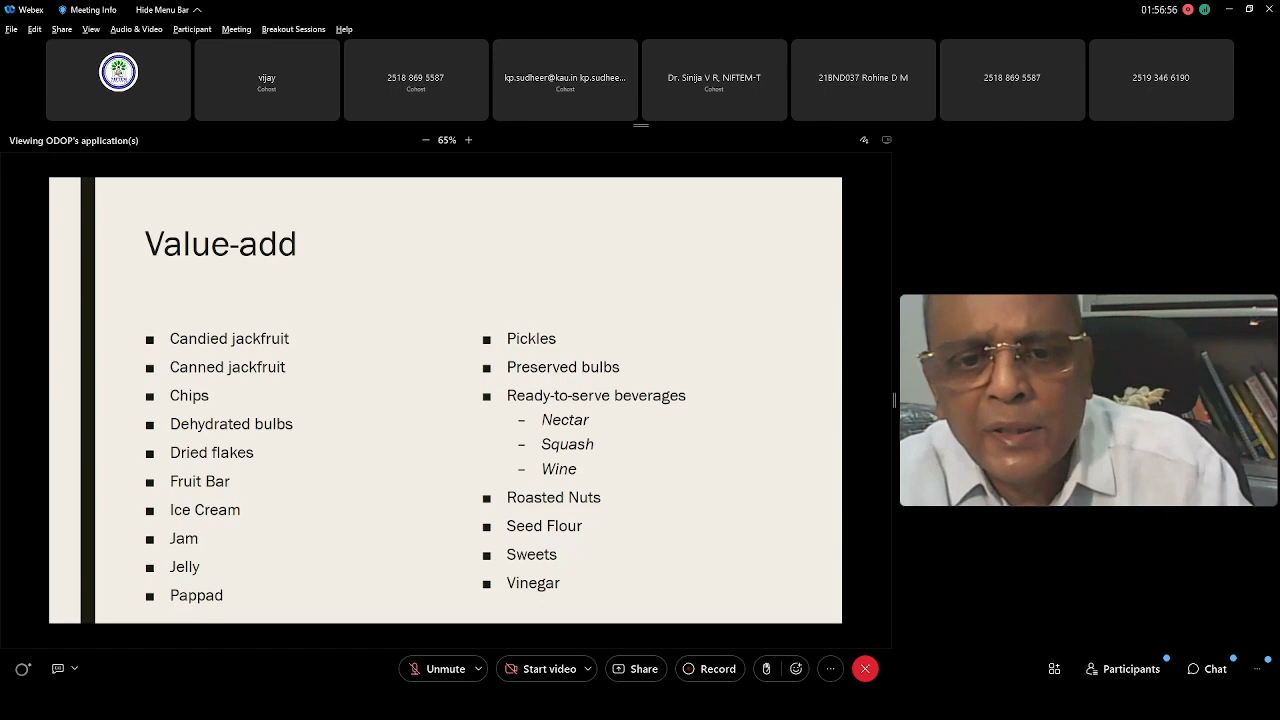 Webex
Meeting Info
Hide Menu Bar
01:56:56
File Edit Share View Audio & Video Participant Meeting Breakout Sessions Help
vijay
Cohost
2518 869 5587
Cohost
kp.sudheer@kau.in kp.sudhee...
Cohost
Dr. Sinija V R, NIFTEM-T
Cohost
21BND037 Rohine D M
2518 869 5587
2519 346 6190
Viewing ODOP's application(s)
65%
Value-add
Candied jackfruit
Canned jackfruit
Chips
Dehydrated bulbs
Dried flakes
Fruit Bar
Ice Cream
Jam
Jelly
Pappad
Pickles
Preserved bulbs
Ready-to-serve beverages
– Nectar
– Squash
– Wine
Roasted Nuts
Seed Flour
Sweets
Vinegar
Unmute
Start video
Share
Record
Participants
Chat